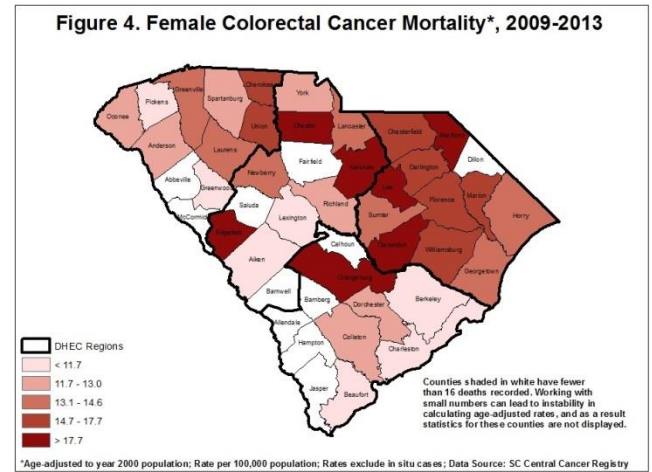 Figure 4. Female Colorectal Cancer Mortality*, 2009-2013
Cherokee
York
Greenville
Spartanburg
Pickens
Oconee
Union
Chester
Lancaster
Chesterfield
Marlboro
Anderson
Laurens
Dillon
Darlington
Newberry
Fairfield
Kershaw
Abbeville
Greenwood
Lee
Marion
Florence
McCormick
Saluda
Richland
Horry
Lexington
Sumter
Edgefield
Calhoun
Clarendon
Williamsburg
Aiken
Orangeburg
Georgetown
Barnwell
Bamberg
Berkeley
Dorchester
Allendale
Colleton
Hampton
Charleston
Jasper
Beaufort
DHEC Regions
< 11.7
11.7 - 13.0
13.1 - 14.6
14.7 - 17.7
> 17.7
Counties shaded in white have fewer
than 16 deaths recorded. Working with
small numbers can lead to instability in
calculating age-adjusted rates, and as a result
statistics for these counties are not displayed.
*Age-adjusted to year 2000 population; Rate per 100,000 population; Rates exclude in situ cases; Data Source: SC Central Cancer Registry